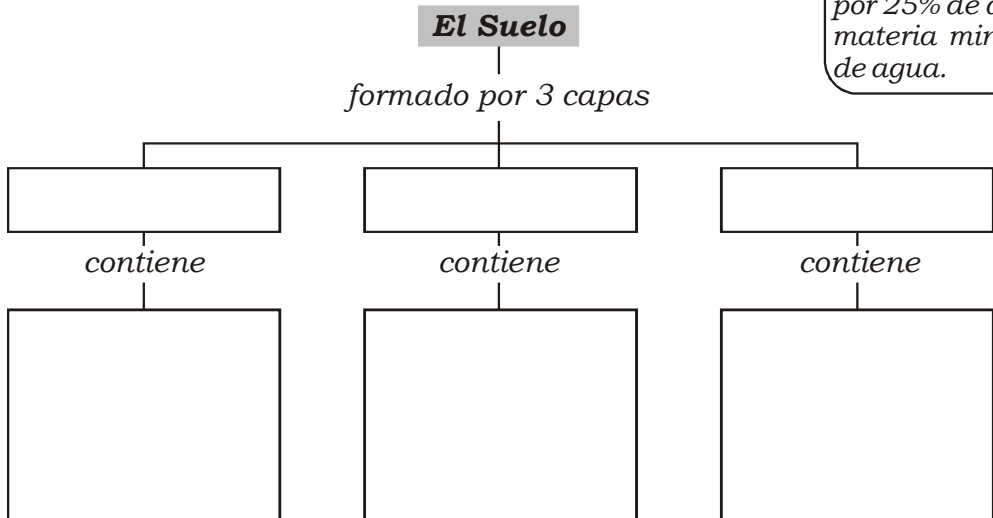 El Suelo
por 25% de
materia
de agua.
formado por 3 capas
contiene contiene contiene